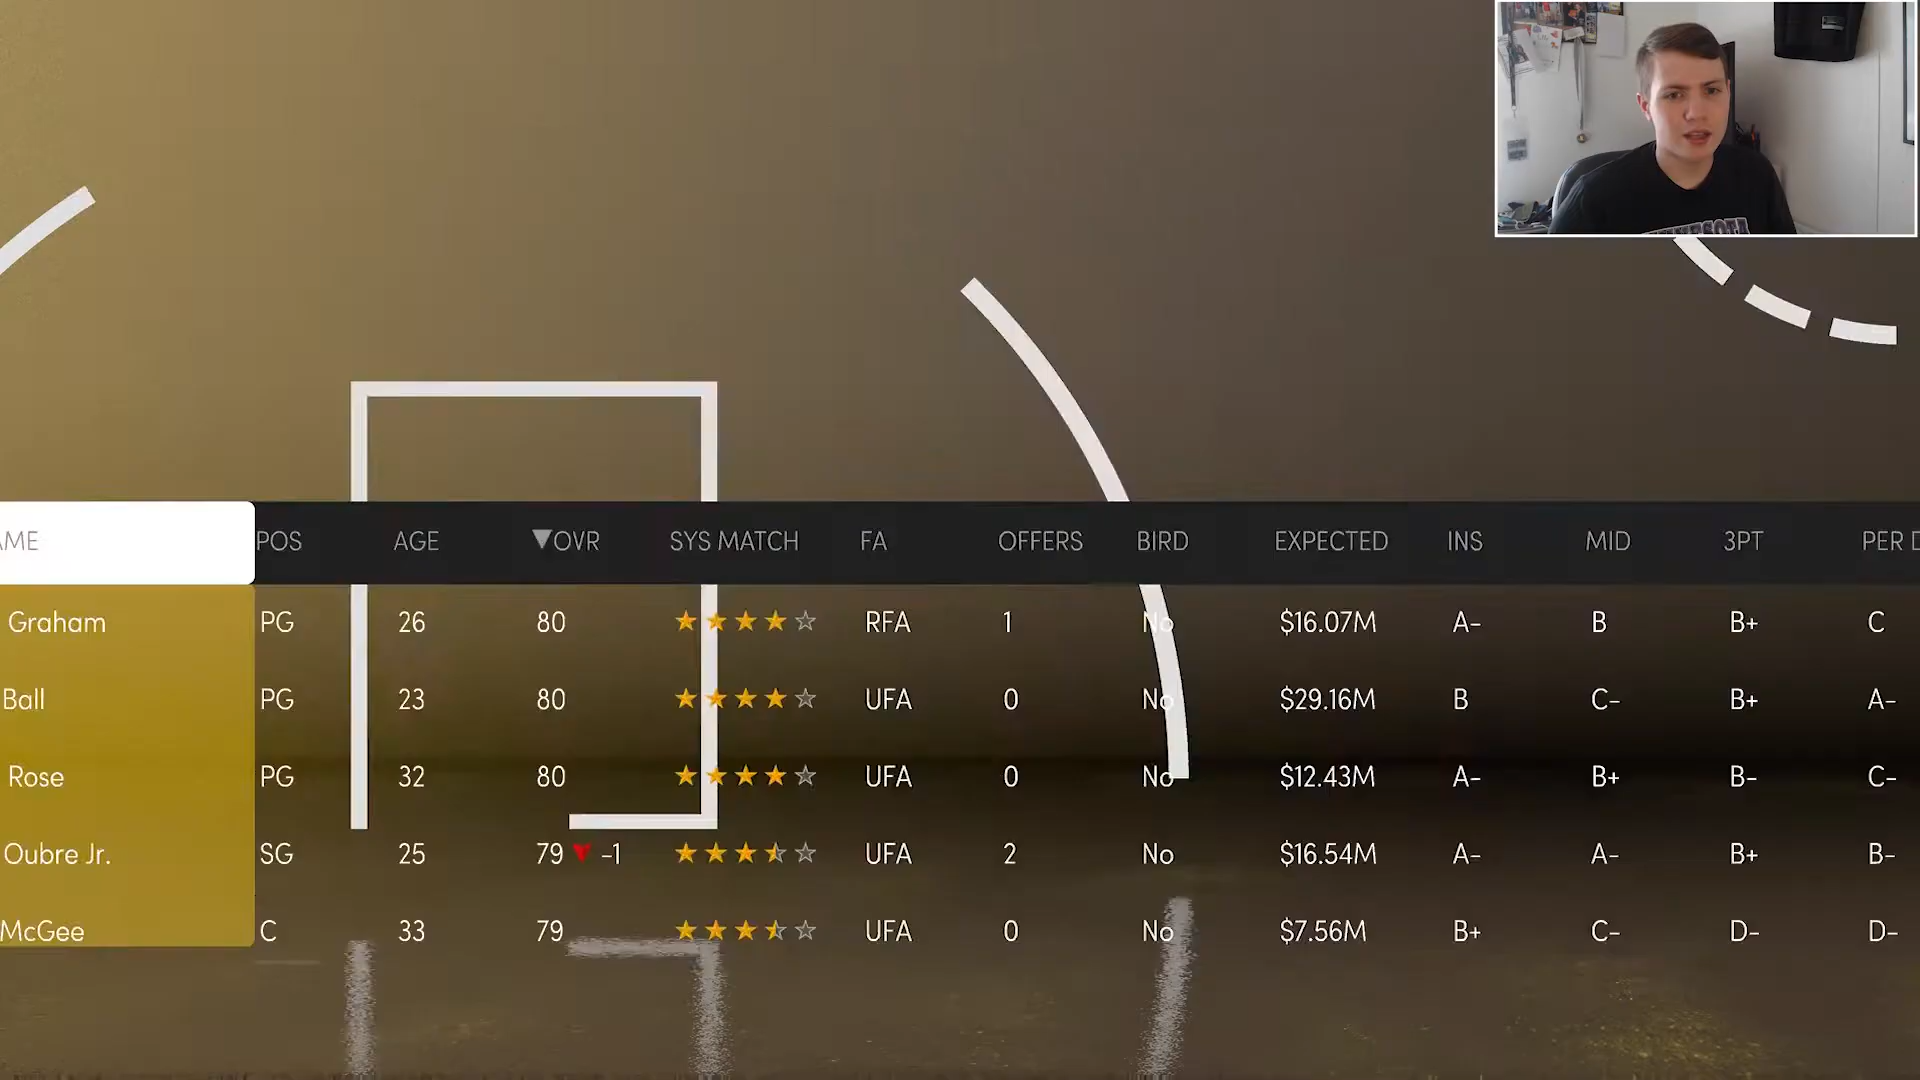 AME POS AGE ▼OVR SYS MATCH FA OFFERS BIRD EXPECTED INS MID 3PT PER D
Graham PG 26 80 RFA 1 No $16.07M A- B B+ C
Ball PG 23 80 UFA 0 No $29.16M B C- B+ A-
Rose PG 32 80 UFA 0 No $12.43M A- B+ B- C-
Oubre Jr. SG 25 79 -1 UFA 2 No $16.54M A- A- B+ B-
McGee C 33 79 UFA 0 No $7.56M B+ C- D- D-